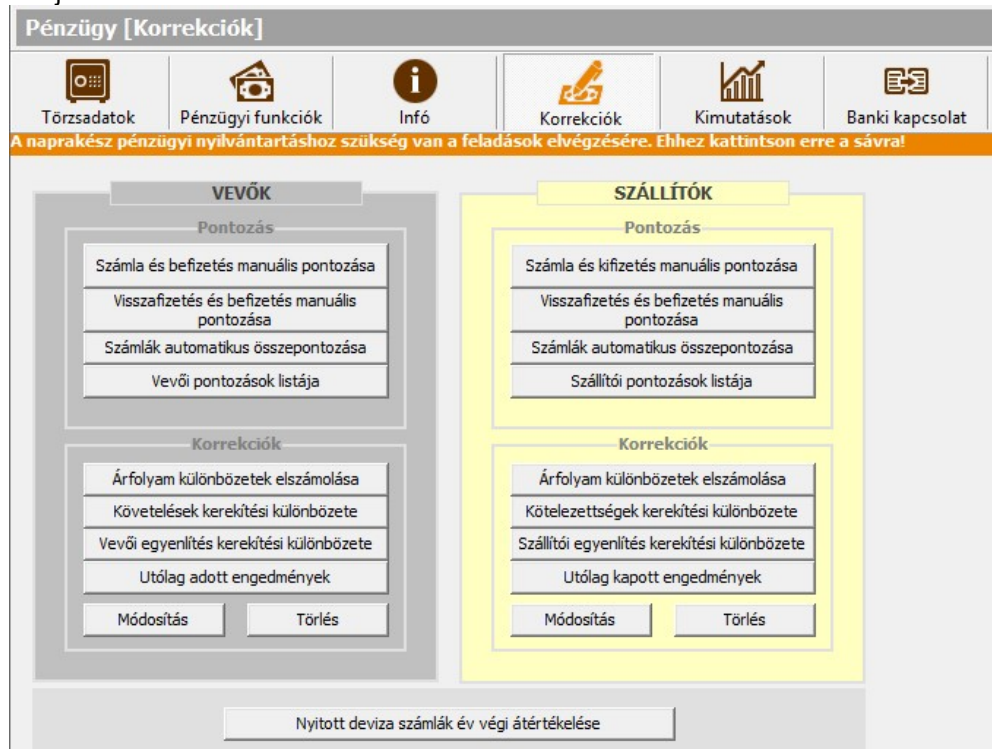 Pénzügy [Korrekciók]
Törzsadatok
Pénzügyi funkciók
Infó
Korrekciók
Kimutatások
Banki kapcsolat
A naprakész pénzügyi nyilvántartáshoz szükség van a feladások elvégzésére. Ehhez kattintson erre a sávra!
VEVŐK
Pontozás
Számla és befizetés manuális pontozása
Visszafizetés és befizetés manuális
pontozása
Számlák automatikus összepontozása
Vevői pontozások listája
Korrekciók
Árfolyam különbözetek elszámolása
Követelések kerekítési különbözete
Vevői egyenlítés kerekítési különbözete
Utólag adott engedmények
Módosítás
Törlés
SZÁLLÍTÓK
Pontozás
Számla és kifizetés manuális pontozása
Visszafizetés és befizetés manuális
pontozása
Számlák automatikus összepontozása
Szállítói pontozások listája
Korrekciók
Árfolyam különbözetek elszámolása
Kötelezettségek kerekítési különbözete
Szállítói egyenlítés kerekítési különbözete
Utólag kapott engedmények
Módosítás
Törlés
Nyitott deviza számlák év végi átértékelése